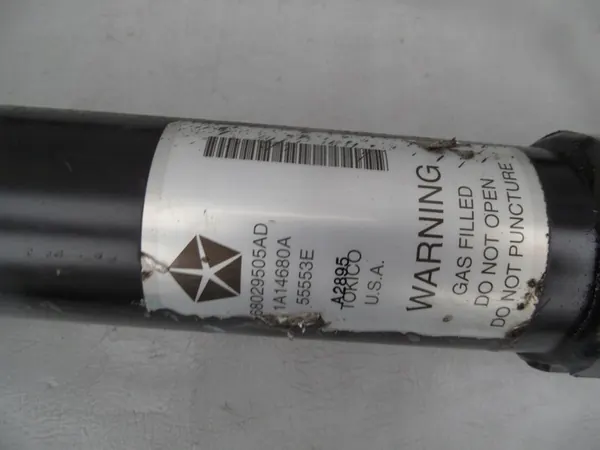 68029505AD
1A14680A
55553E
A2895
TOKICO
U.S.A.
WARNING
GAS FILLED
DO NOT OPEN
DO NOT PUNCTURE